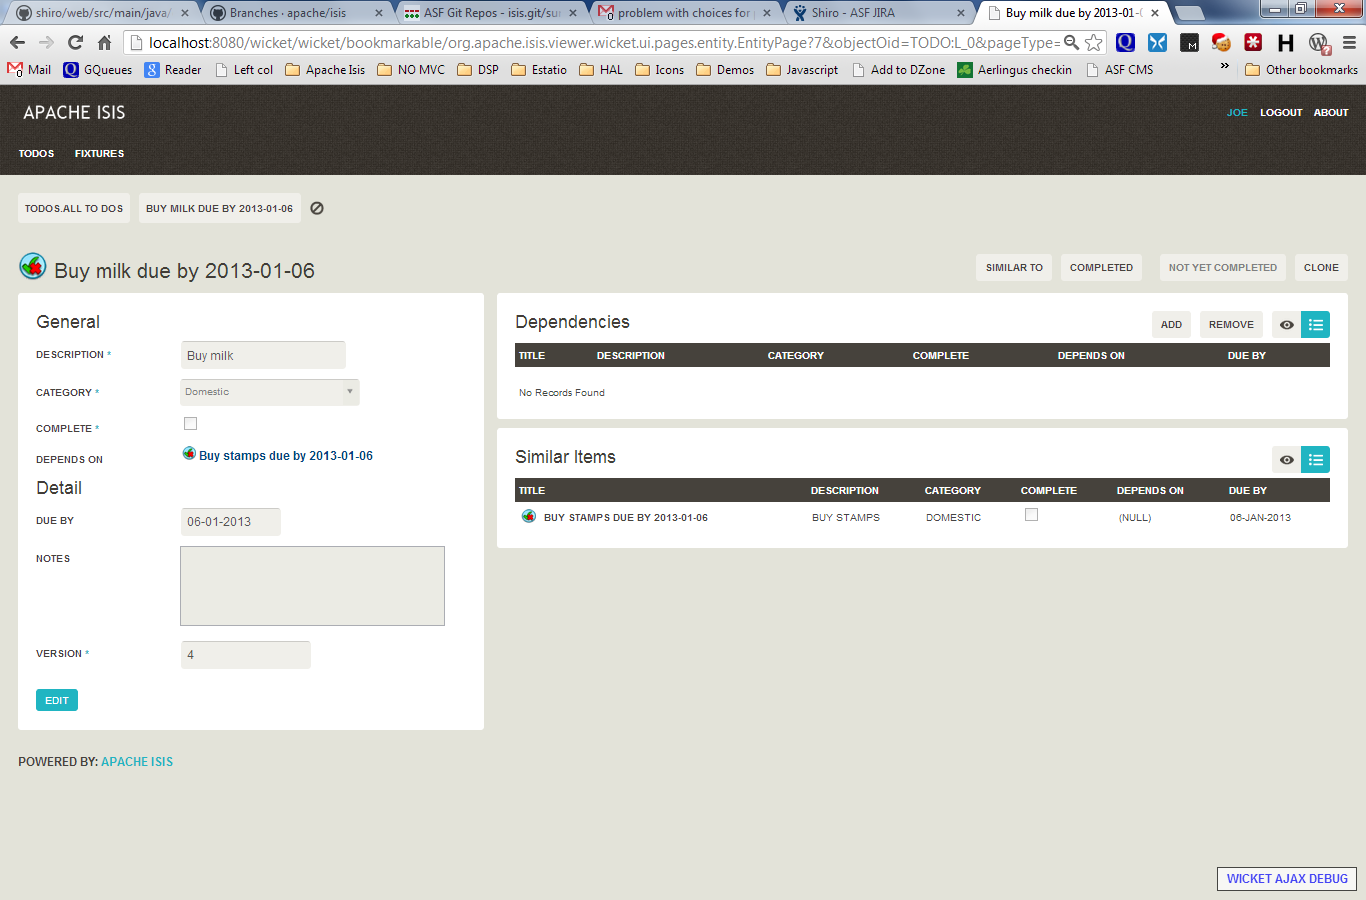 shiro/web/src/main/java/
Branches · apache/isis
ASF Git Repos - isis.git/su
problem with choices for
Shiro - ASF JIRA
Buy milk due by 2013-01-
localhost:8080/wicket/wicket/bookmarkable/org.apache.isis.viewer.wicket.ui.pages.entity.EntityPage?7&objectOid=TODO:L_0&pageType=
Mail GQueues Reader Left col Apache Isis NO MVC DSP Estatio HAL Icons Demos Javascript Add to DZone Aerlingus checkin ASF CMS » Other bookmarks
APACHE ISIS
JOE LOGOUT ABOUT
TODOS FIXTURES
TODOS.ALL TO DOS BUY MILK DUE BY 2013-01-06
Buy milk due by 2013-01-06
SIMILAR TO COMPLETED NOT YET COMPLETED CLONE
General
DESCRIPTION * Buy milk
CATEGORY * Domestic
COMPLETE *
DEPENDS ON Buy stamps due by 2013-01-06
Detail
DUE BY 06-01-2013
NOTES
VERSION * 4
EDIT
Dependencies
ADD REMOVE
TITLE DESCRIPTION CATEGORY COMPLETE DEPENDS ON DUE BY
No Records Found
Similar Items
TITLE DESCRIPTION CATEGORY COMPLETE DEPENDS ON DUE BY
BUY STAMPS DUE BY 2013-01-06 BUY STAMPS DOMESTIC (NULL) 06-JAN-2013
POWERED BY: APACHE ISIS
WICKET AJAX DEBUG